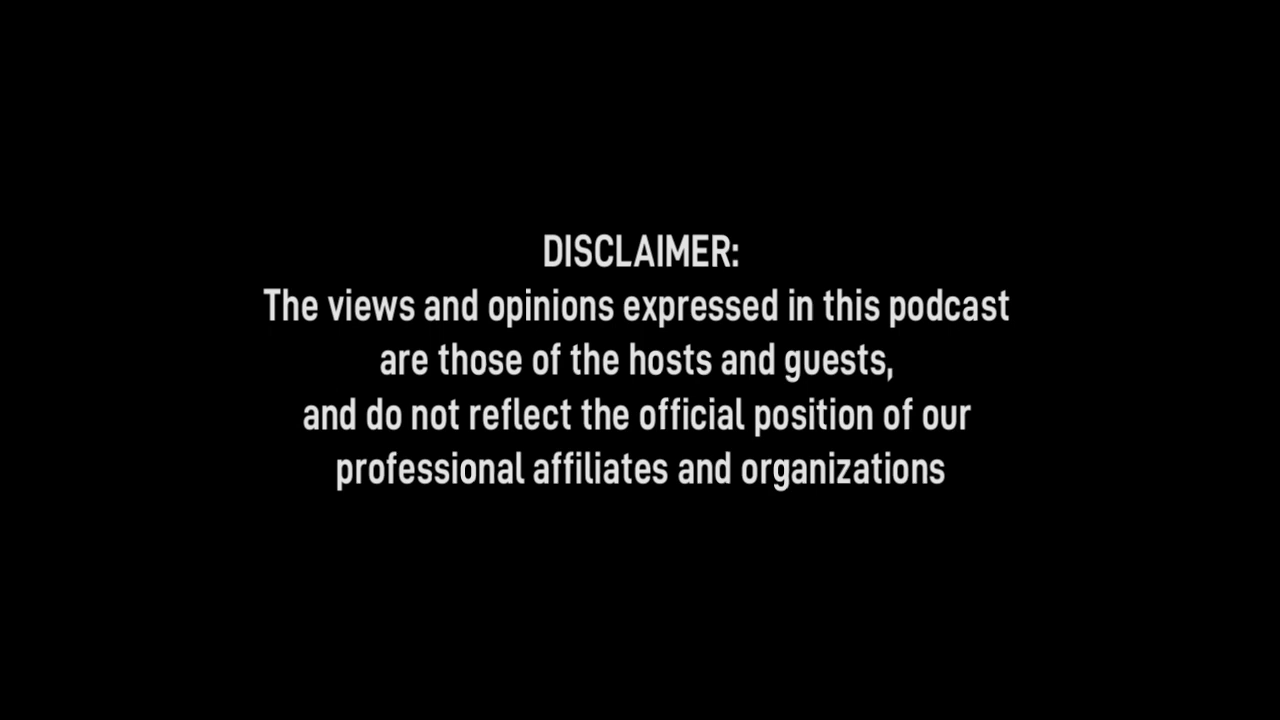 DISCLAIMER:
The views and opinions expressed in this podcast
are those of the hosts and guests,
and do not reflect the official position of our
professional affiliates and organizations